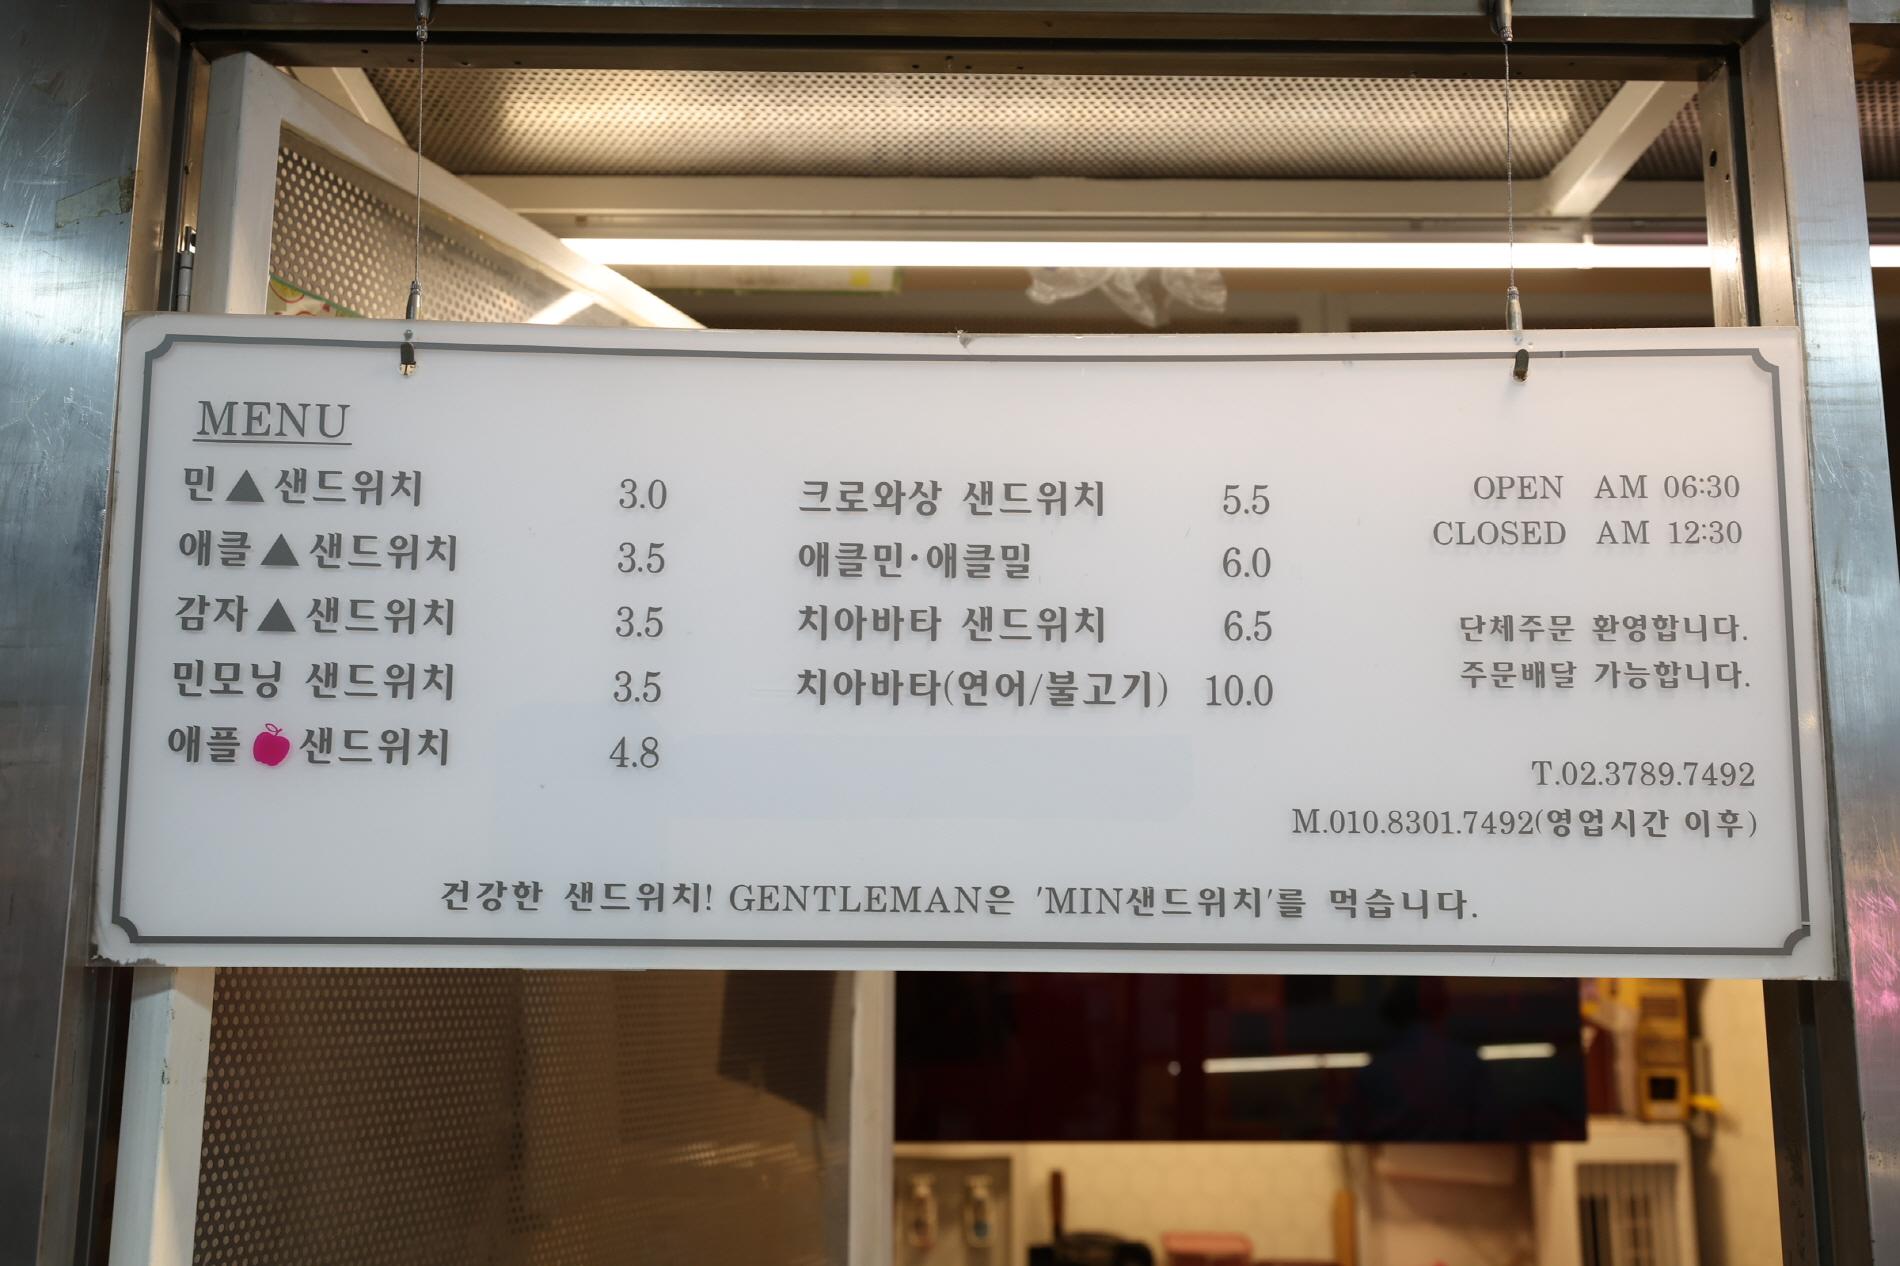 MENU
민▲샌드위치 3.0
애클▲샌드위치 3.5
감자▲샌드위치 3.5
민모닝 샌드위치 3.5
애플 샌드위치 4.8
크로와상 샌드위치 5.5
애클민·애클밀 6.0
치아바타 샌드위치 6.5
치아바타(연어/불고기) 10.0
OPEN AM 06:30
CLOSED AM 12:30
단체주문 환영합니다.
주문배달 가능합니다.
T.02.3789.7492
M.010.8301.7492(영업시간 이후)
건강한 샌드위치! GENTLEMAN은 'MIN샌드위치'를 먹습니다.